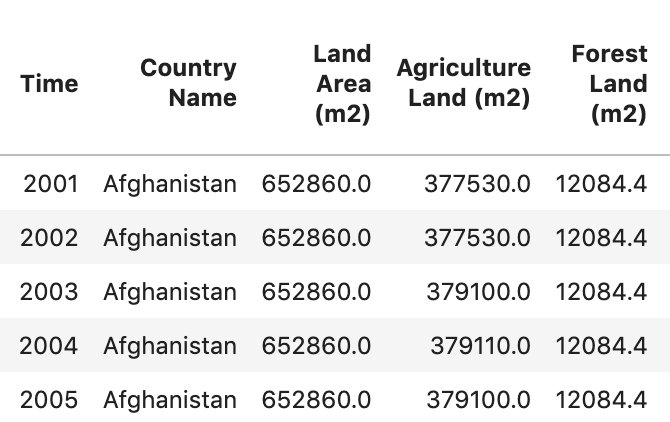 Time Country Name Land Area (m2) Agriculture Land (m2) Forest Land (m2)
2001 Afghanistan 652860.0 377530.0 12084.4
2002 Afghanistan 652860.0 377530.0 12084.4
2003 Afghanistan 652860.0 379100.0 12084.4
2004 Afghanistan 652860.0 379110.0 12084.4
2005 Afghanistan 652860.0 379100.0 12084.4